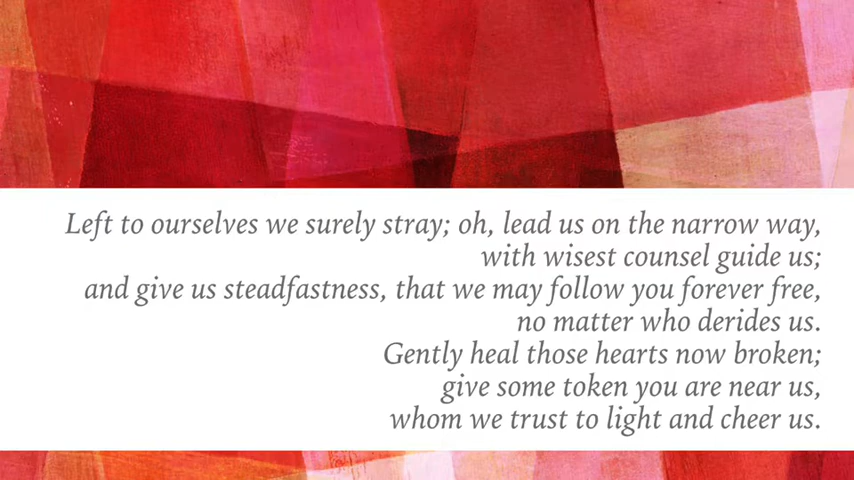 Left to ourselves we surely stray; oh, lead us on the narrow way,
with wisest counsel guide us;
and give us steadfastness, that we may follow you forever free,
no matter who derides us.
Gently heal those hearts now broken;
give some token you are near us,
whom we trust to light and cheer us.